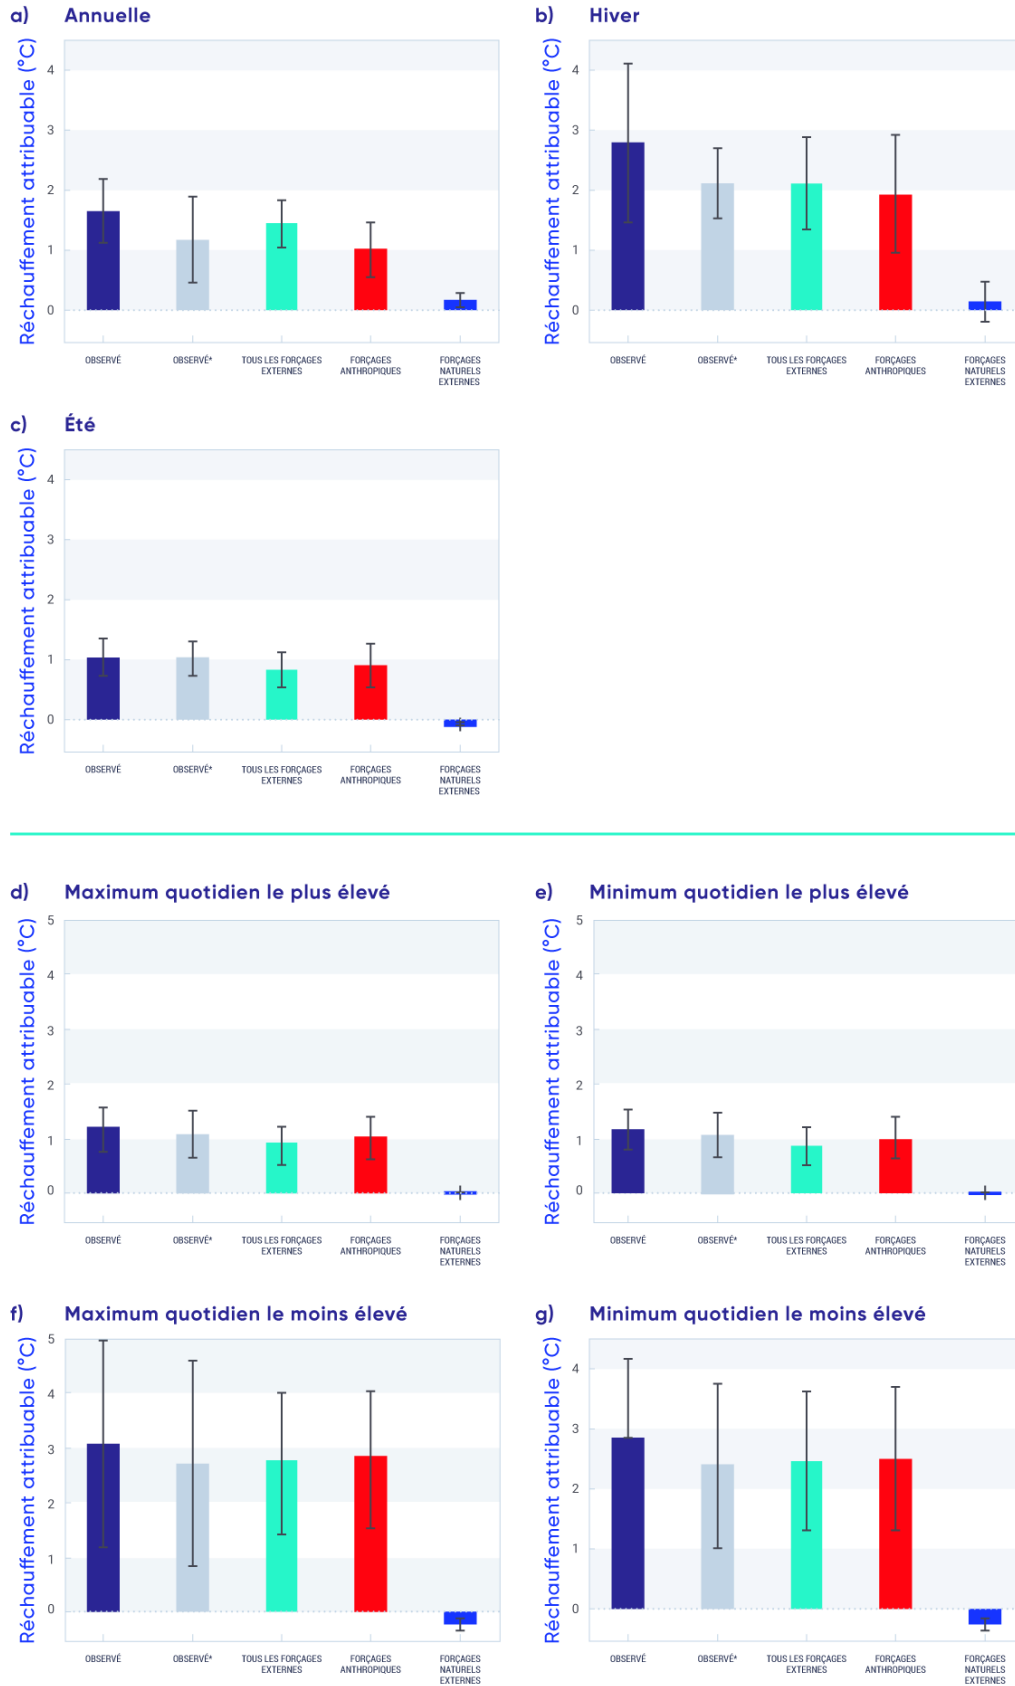 a) Annuelle
Réchauffement attribuable (°C)
4
3
2
1
0
OBSERVÉ
OBSERVÉ*
TOUS LES FORÇAGES
EXTERNES
FORÇAGES
ANTHROPIQUES
FORÇAGES
NATURELS
EXTERNES
b) Hiver
Réchauffement attribuable (°C)
4
3
2
1
0
OBSERVÉ
OBSERVÉ*
TOUS LES FORÇAGES
EXTERNES
FORÇAGES
ANTHROPIQUES
FORÇAGES
NATURELS
EXTERNES
c) Été
Réchauffement attribuable (°C)
4
3
2
1
0
OBSERVÉ
OBSERVÉ*
TOUS LES FORÇAGES
EXTERNES
FORÇAGES
ANTHROPIQUES
FORÇAGES
NATURELS
EXTERNES
d) Maximum quotidien le plus élevé
Réchauffement attribuable (°C)
5
4
3
2
1
0
OBSERVÉ
OBSERVÉ*
TOUS LES FORÇAGES
EXTERNES
FORÇAGES
ANTHROPIQUES
FORÇAGES
NATURELS
EXTERNES
e) Minimum quotidien le plus élevé
Réchauffement attribuable (°C)
5
4
3
2
1
0
OBSERVÉ
OBSERVÉ*
TOUS LES FORÇAGES
EXTERNES
FORÇAGES
ANTHROPIQUES
FORÇAGES
NATURELS
EXTERNES
f) Maximum quotidien le moins élevé
Réchauffement attribuable (°C)
5
4
3
2
1
0
OBSERVÉ
OBSERVÉ*
TOUS LES FORÇAGES
EXTERNES
FORÇAGES
ANTHROPIQUES
FORÇAGES
NATURELS
EXTERNES
g) Minimum quotidien le moins élevé
Réchauffement attribuable (°C)
4
3
2
1
0
OBSERVÉ
OBSERVÉ*
TOUS LES FORÇAGES
EXTERNES
FORÇAGES
ANTHROPIQUES
FORÇAGES
NATURELS
EXTERNES